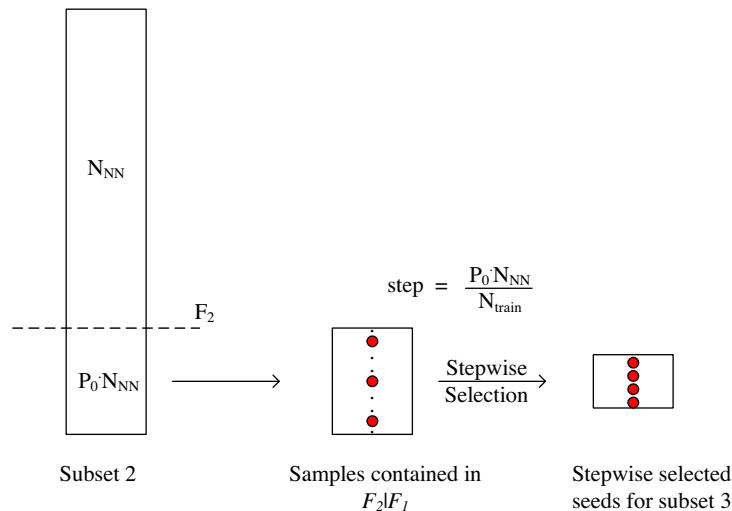 N_NN
step = P_0·N_NN / N_train
F_2
P_0·N_NN
Stepwise
Selection
Subset 2
Samples contained in
F_2|F_1
Stepwise selected
seeds for subset 3